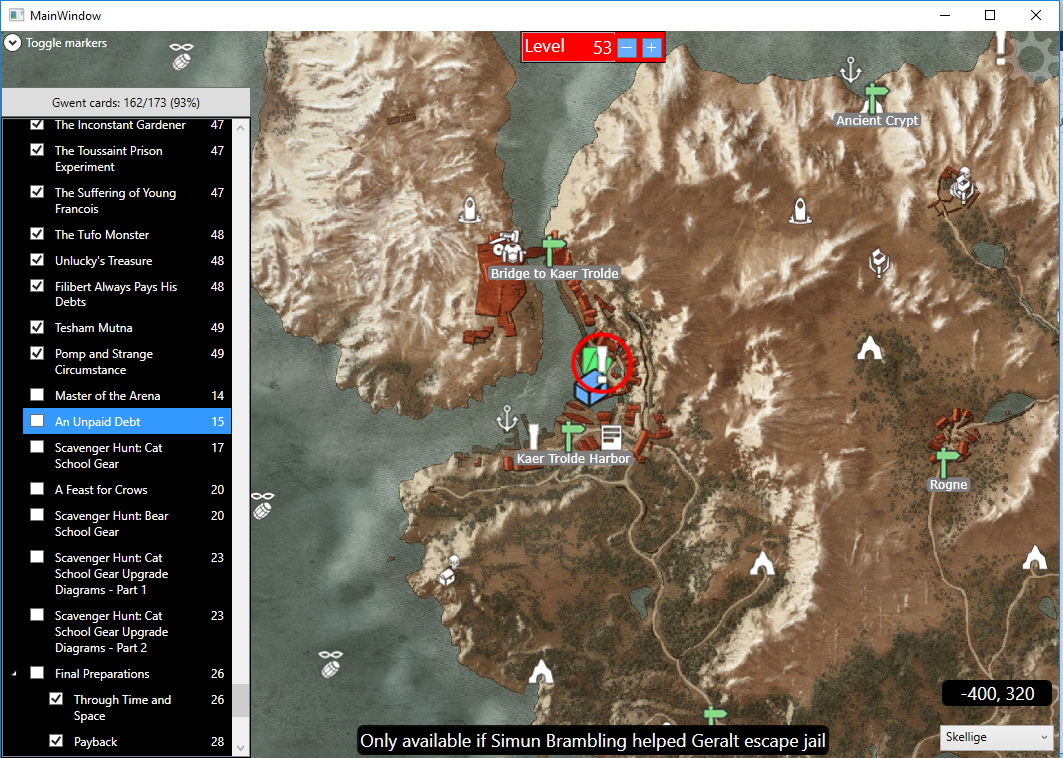 MainWindow
Toggle markers
Level 53
Gwent cards: 162/173 (93%)
The Inconstant Gardener 47
The Toussaint Prison 47
Experiment
The Suffering of Young 47
Francois
The Tufo Monster 48
Unlucky's Treasure 48
Filibert Always Pays His 48
Debts
Tesham Mutna 49
Pomp and Strange 49
Circumstance
Master of the Arena 14
An Unpaid Debt 15
Scavenger Hunt: Cat 17
School Gear
A Feast for Crows 20
Scavenger Hunt: Bear 20
School Gear
Scavenger Hunt: Cat 23
School Gear Upgrade
Diagrams - Part 1
Scavenger Hunt: Cat 23
School Gear Upgrade
Diagrams - Part 2
Final Preparations 26
Through Time and 26
Space
Payback 28
Ancient Crypt
Bridge to Kaer Trolde
Kaer Trolde Harbor
Rogne
-400, 320
Only available if Simun Brambling helped Geralt escape jail
Skellige